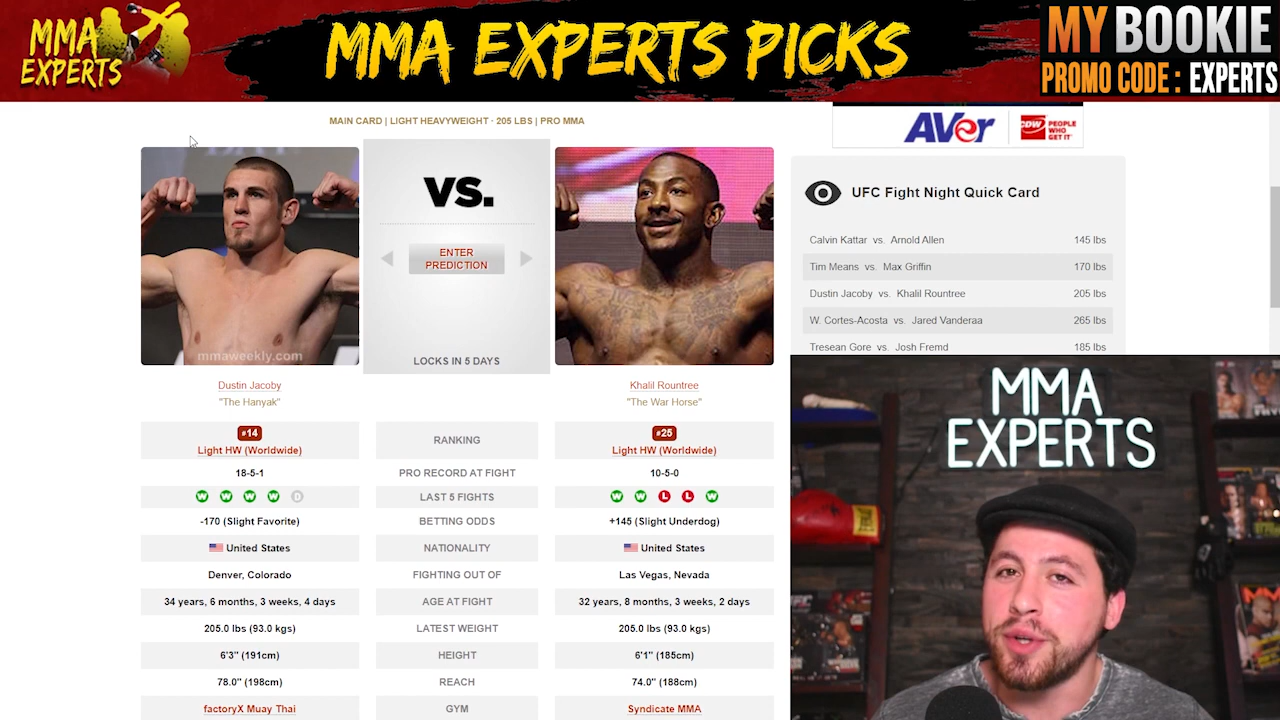 MMA
EXPERTS
MMA EXPERTS PICKS
MY BOOKIE
PROMO CODE : EXPERTS
MAIN CARD | LIGHT HEAVYWEIGHT · 205 LBS | PRO MMA
AVer
CDW
PEOPLE
WHO
GET IT
VS.
ENTER
PREDICTION
LOCKS IN 5 DAYS
mmaweekly.com
Dustin Jacoby
"The Hanyak"
Khalil Rountree
"The War Horse"
#14
Light HW (Worldwide)
RANKING
#25
Light HW (Worldwide)
18-5-1
PRO RECORD AT FIGHT
10-5-0
W W W W D
LAST 5 FIGHTS
W W L L W
-170 (Slight Favorite)
BETTING ODDS
+145 (Slight Underdog)
United States
NATIONALITY
United States
Denver, Colorado
FIGHTING OUT OF
Las Vegas, Nevada
34 years, 6 months, 3 weeks, 4 days
AGE AT FIGHT
32 years, 8 months, 3 weeks, 2 days
205.0 lbs (93.0 kgs)
LATEST WEIGHT
205.0 lbs (93.0 kgs)
6'3" (191cm)
HEIGHT
6'1" (185cm)
78.0" (198cm)
REACH
74.0" (188cm)
factoryX Muay Thai
GYM
Syndicate MMA
UFC Fight Night Quick Card
Calvin Kattar vs. Arnold Allen 145 lbs
Tim Means vs. Max Griffin 170 lbs
Dustin Jacoby vs. Khalil Rountree 205 lbs
W. Cortes-Acosta vs. Jared Vanderaa 265 lbs
Tresean Gore vs. Josh Fremd 185 lbs
MMA
EXPERTS